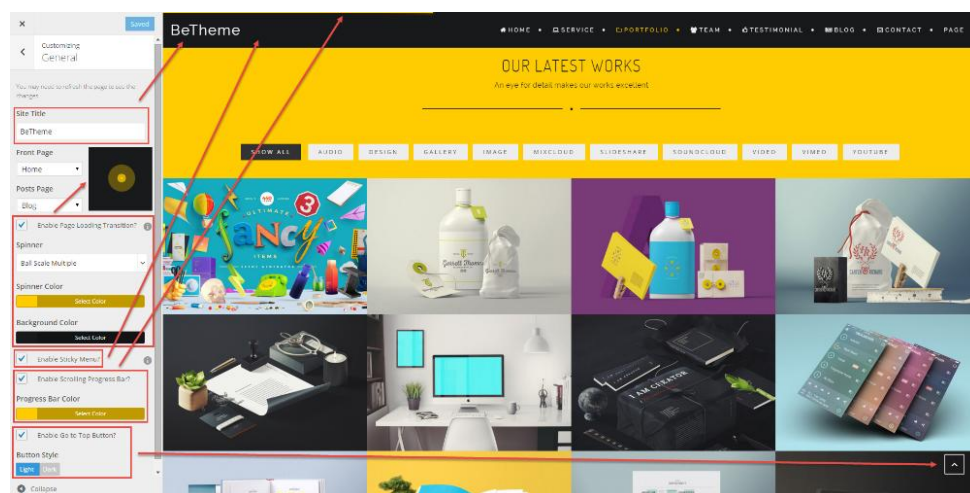 Saved
Customizing
General
You may need to refresh the page to see the
changes
Site Title
BeTheme
Front Page
Home
Posts Page
Blog
Enable Page Loading Transition?
Spinner
Ball Scale Multiple
Spinner Color
Select Color
Background Color
Select Color
Enable Sticky Menu?
Enable Scrolling Progress Bar?
Progress Bar Color
Select Color
Enable Go to Top Button?
Button Style
Light Dark
Collapse
BeTheme
HOME SERVICE PORTFOLIO TEAM TESTIMONIAL BLOG CONTACT PAGE
OUR LATEST WORKS
An eye for detail makes our works excellent
SHOW ALL AUDIO DESIGN GALLERY IMAGE MIXCLOUD SLIDESHARE SOUNDCLOUD VIDEO VIMEO YOUTUBE
ULTIMATE
3
FANCY
ITEMS
I AM CREATOR